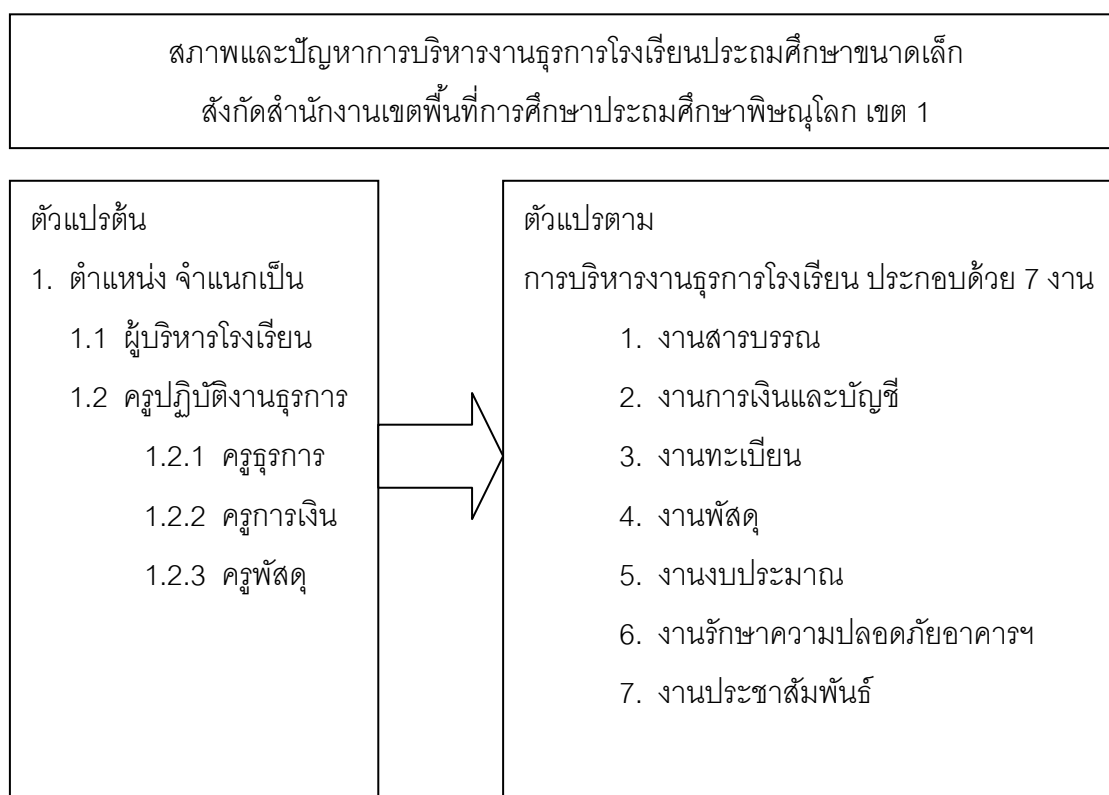 สภาพและปัญหาการบริหารงานธุรการโรงเรียนประถมศึกษาขนาดเล็ก
สังกัดสำนักงานเขตพื้นที่การศึกษาประถมศึกษาพิษณุโลก เขต 1
ตัวแปรต้น
1. ตำแหน่ง จำแนกเป็น
1.1 ผู้บริหารโรงเรียน
1.2 ครูปฏิบัติงานธุรการ
1.2.1 ครูธุรการ
1.2.2 ครูการเงิน
1.2.3 ครูพัสดุ
ตัวแปรตาม
การบริหารงานธุรการโรงเรียน ประกอบด้วย 7 งาน
1. งานสารบรรณ
2. งานการเงินและบัญชี
3. งานทะเบียน
4. งานพัสดุ
5. งานงบประมาณ
6. งานรักษาความปลอดภัยอาคารฯ
7. งานประชาสัมพันธ์